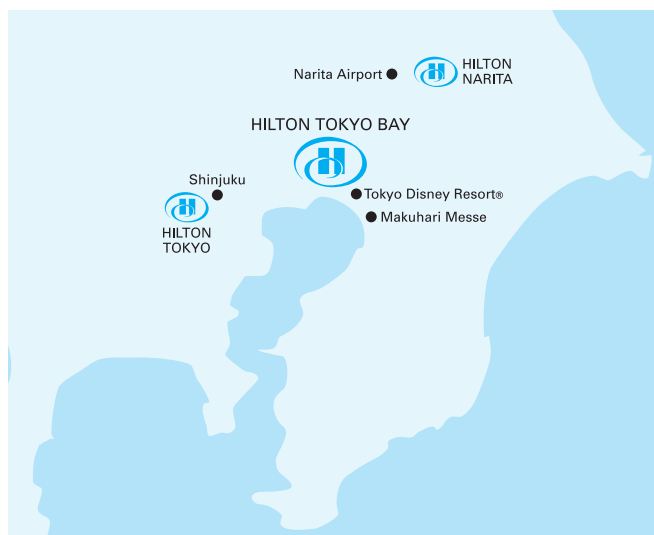 Narita Airport
HILTON
NARITA
HILTON TOKYO BAY
Shinjuku
Tokyo Disney Resort®
HILTON
TOKYO
Makuhari Messe